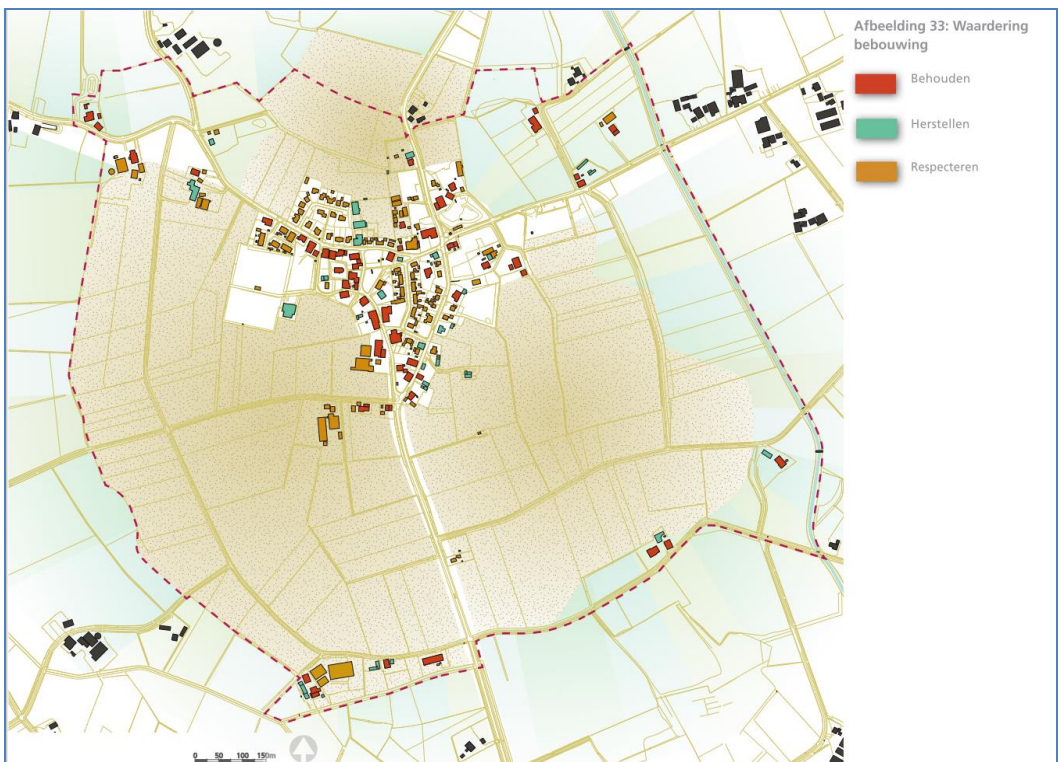 Afbeelding 33: Waardering
bebouwing
Behouden
Herstellen
Respecteren
0 50 100 150m